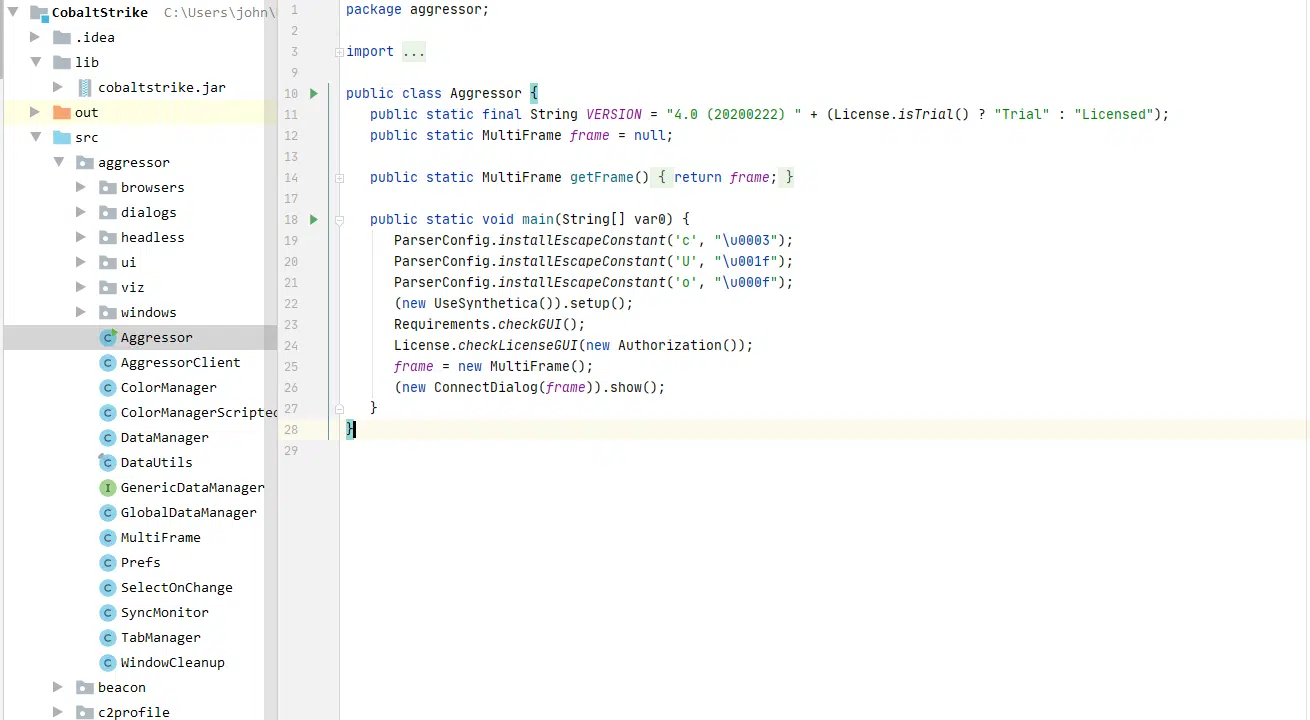 CobaltStrike C:\Users\john\
.idea
lib
cobaltstrike.jar
out
src
aggressor
browsers
dialogs
headless
ui
viz
windows
Aggressor
AggressorClient
ColorManager
ColorManagerScripted
DataManager
DataUtils
GenericDataManager
GlobalDataManager
MultiFrame
Prefs
SelectOnChange
SyncMonitor
TabManager
WindowCleanup
beacon
c2profile
1 package aggressor;
2
3 import ...
9
10 public class Aggressor {
11 public static final String VERSION = "4.0 (20200222) " + (License.isTrial() ? "Trial" : "Licensed");
12 public static MultiFrame frame = null;
13
14 public static MultiFrame getFrame() { return frame; }
17
18 public static void main(String[] var0) {
19 ParserConfig.installEscapeConstant('c', "\u0003");
20 ParserConfig.installEscapeConstant('U', "\u001f");
21 ParserConfig.installEscapeConstant('o', "\u000f");
22 (new UseSynthetica()).setup();
23 Requirements.checkGUI();
24 License.checkLicenseGUI(new Authorization());
25 frame = new MultiFrame();
26 (new ConnectDialog(frame)).show();
27 }
28 }
29